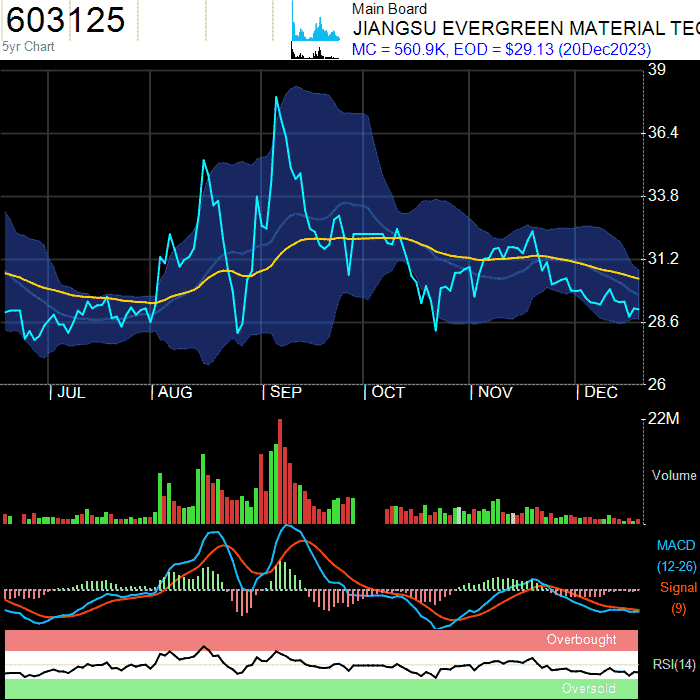 603125
5yr Chart
Main Board
JIANGSU EVERGREEN MATERIAL TEC
MC = 560.9K, EOD = $29.13 (20Dec2023)
39
36.4
33.8
31.2
28.6
26
JUL AUG SEP OCT NOV DEC
22M
Volume
MACD
(12-26)
Signal
(9)
Overbought
RSI(14)
Oversold